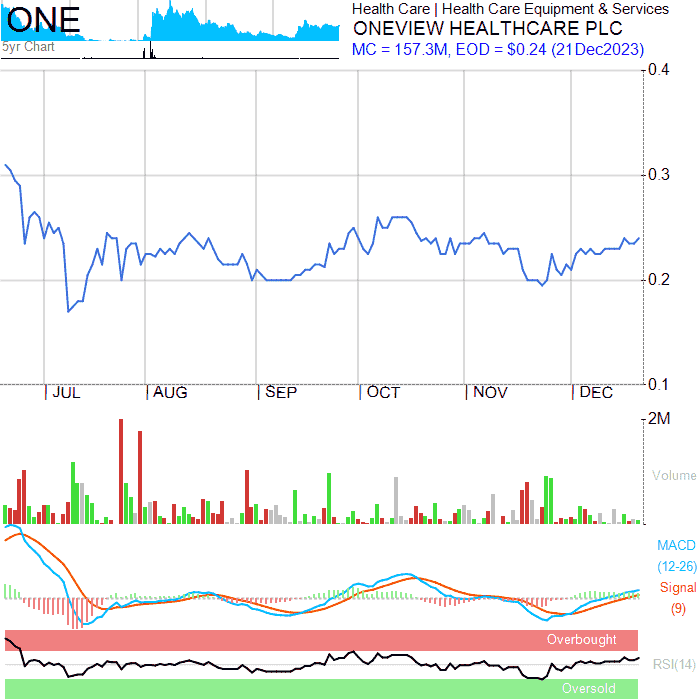 ONE
5yr Chart
Health Care | Health Care Equipment & Services
ONEVIEW HEALTHCARE PLC
MC = 157.3M, EOD = $0.24 (21Dec2023)
0.4
0.3
0.2
0.1
JUL AUG SEP OCT NOV DEC
2M
Volume
MACD
(12-26)
Signal
(9)
Overbought
RSI(14)
Oversold